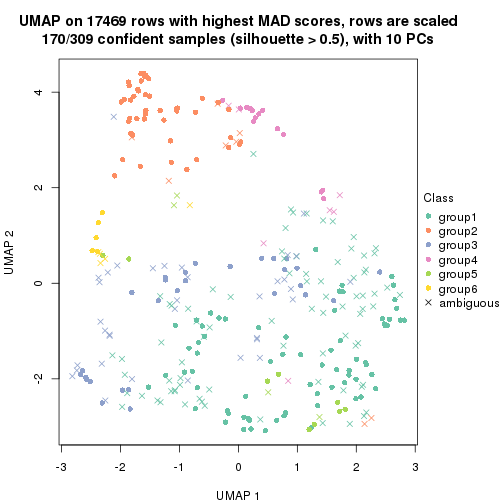 UMAP on 17469 rows with highest MAD scores, rows are scaled
170/309 confident samples (silhouette > 0.5), with 10 PCs
4
2
0
-2
UMAP 2
-3
-2
-1
0
1
2
3
UMAP 1
Class
group1
group2
group3
group4
group5
group6
ambiguous